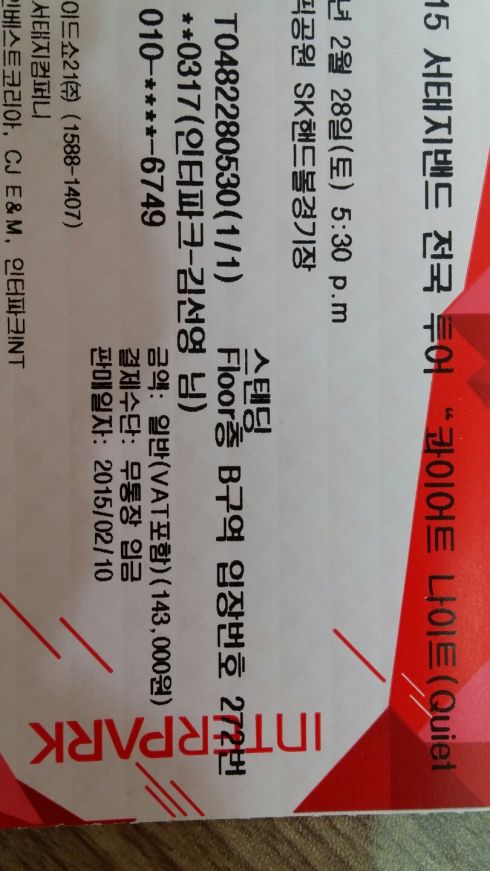 15 서태지밴드 전국 투어 “콰이어트 나이트(Quiet
년 2월 28일(토) 5:30 p.m
픽공원 SK핸드볼경기장
스탠딩
T0482280530(1/1) Floor층 B구역 입장번호 272번
**0317(인터파크-김선영 님)
010-****-6749
금액: 일반(VAT포함)(143,000원)
결제수단: 무통장 입금
판매일자: 2015/02/10
이드쇼21㈜ (1588-1407)
서태지컴퍼니
인베스트코리아, CJ E&M, 인터파크INT
INTERPARK